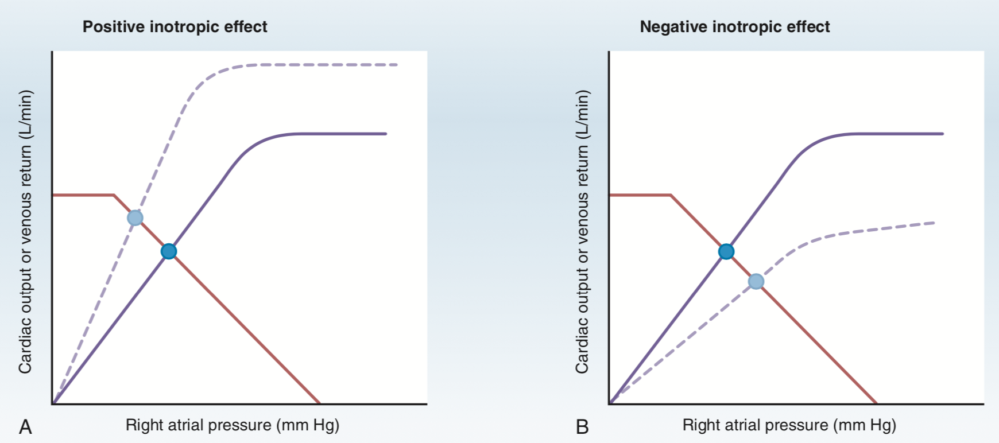 Positive inotropic effect
Cardiac output or venous return (L/min)
Right atrial pressure (mm Hg)
A
Negative inotropic effect
Cardiac output or venous return (L/min)
Right atrial pressure (mm Hg)
B